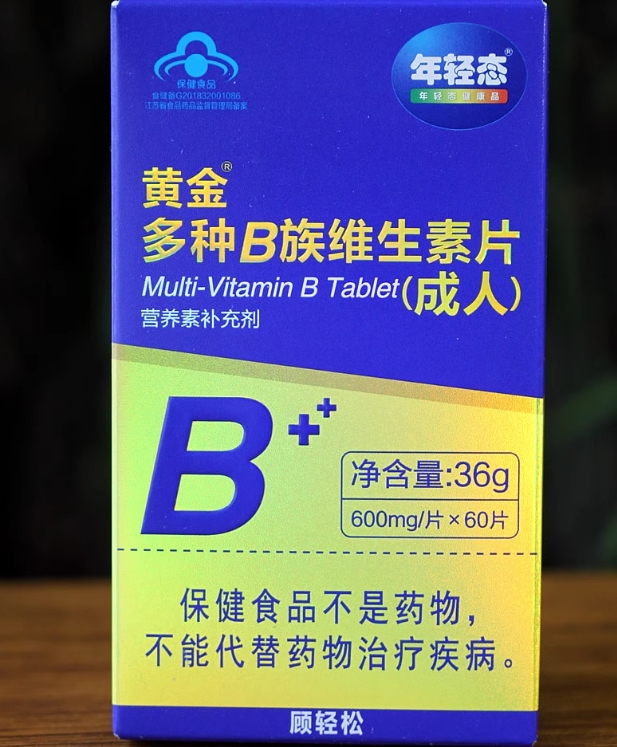 保健食品
食健备G201832001086
江苏省食品药品监督管理局备案
年轻态®
年轻态健康品
黄金®
多种B族维生素片
Multi-Vitamin B Tablet(成人)
营养素补充剂
B++
净含量:36g
600mg/片×60片
保健食品不是药物，
不能代替药物治疗疾病。
顾轻松